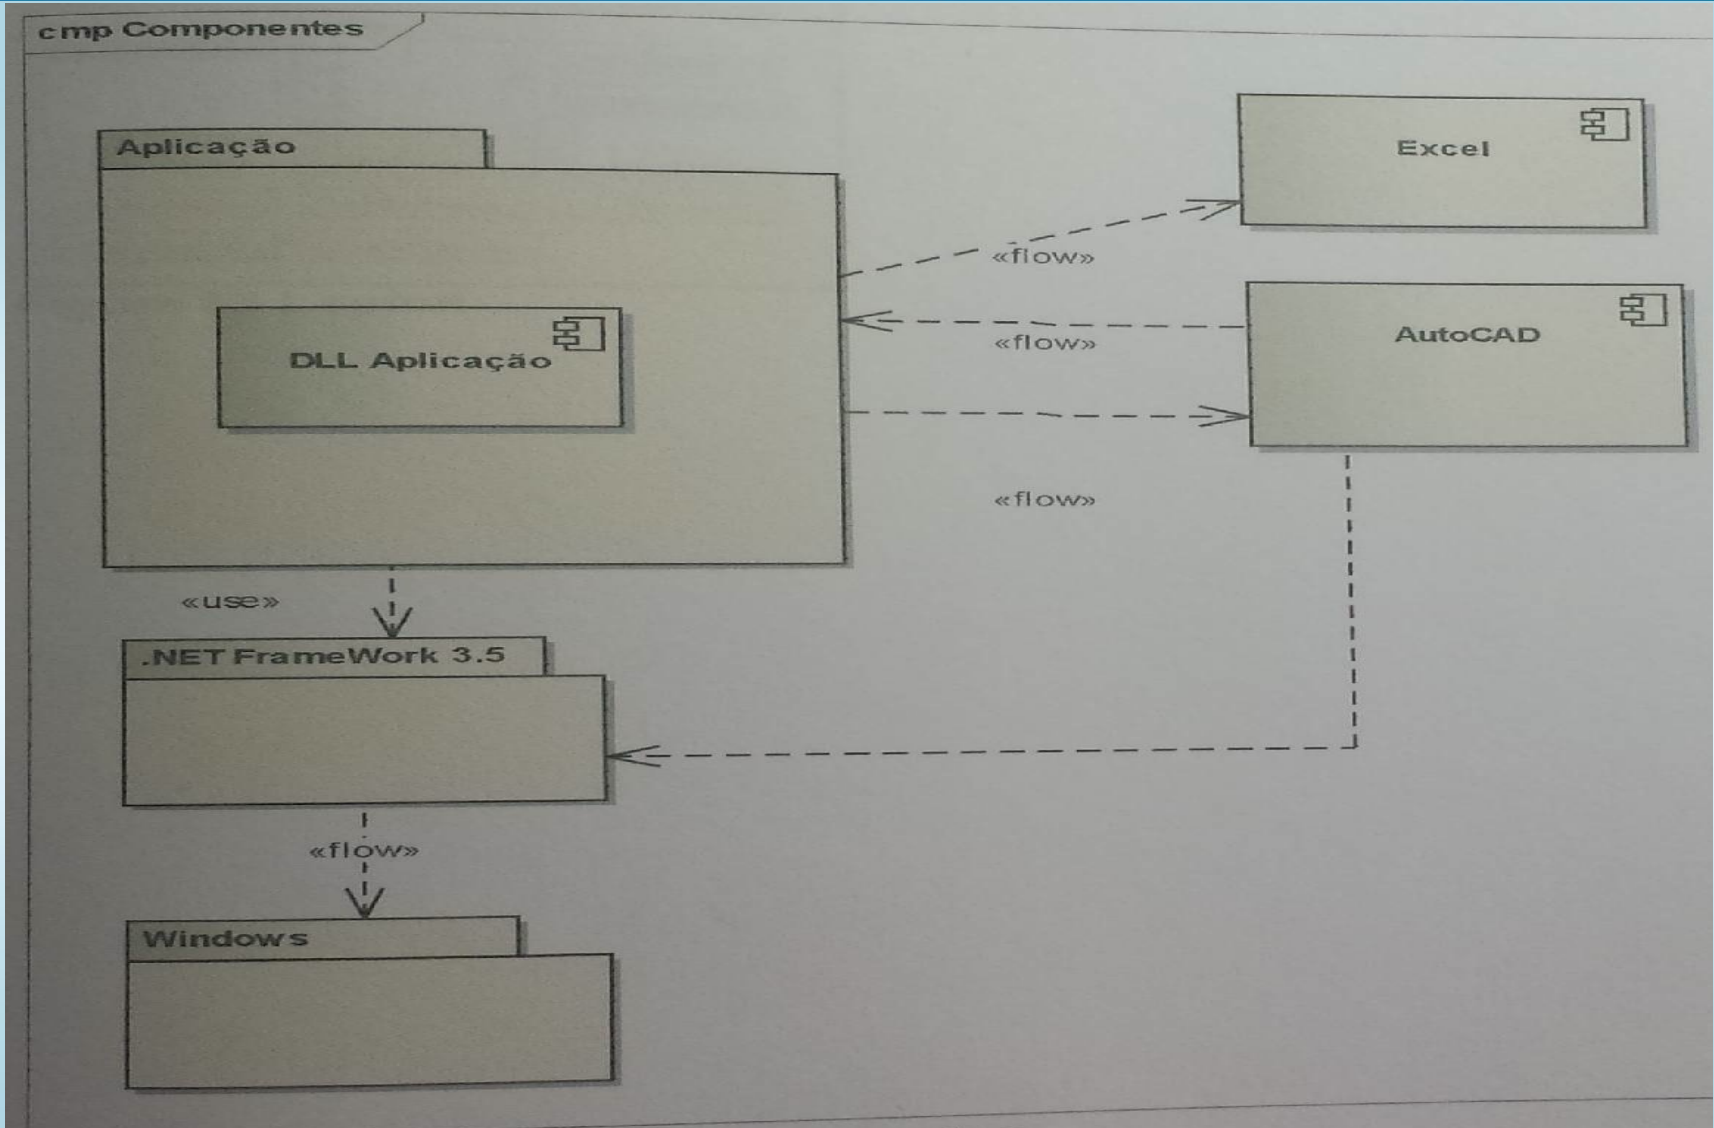 cmp Componentes
Aplicação
Excel
«flow»
AutoCAD
«flow»
DLL Aplicação
«flow»
«use»
.NET FrameWork 3.5
«flow»
Windows